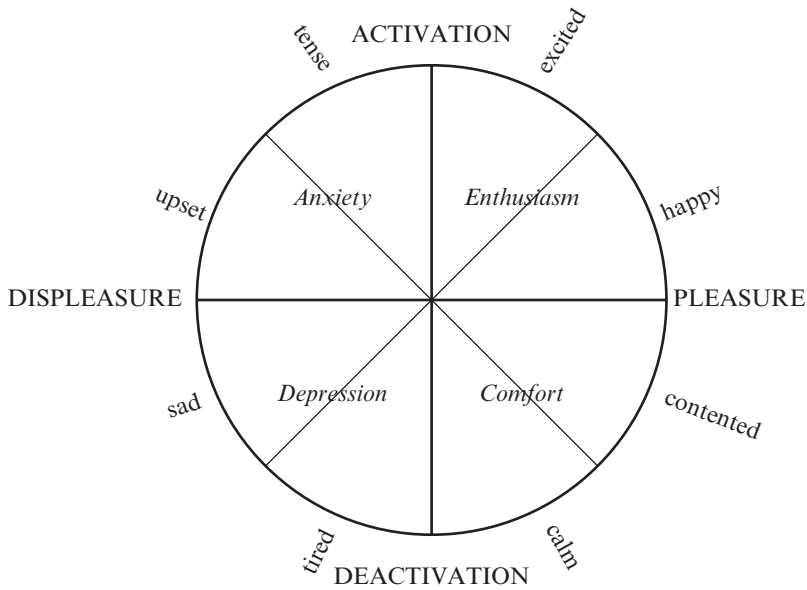 tense
ACTIVATION
excited
upset
Anxiety
Enthusiasm
happy
DISPLEASURE
PLEASURE
sad
Depression
Comfort
contented
tired
calm
DEACTIVATION